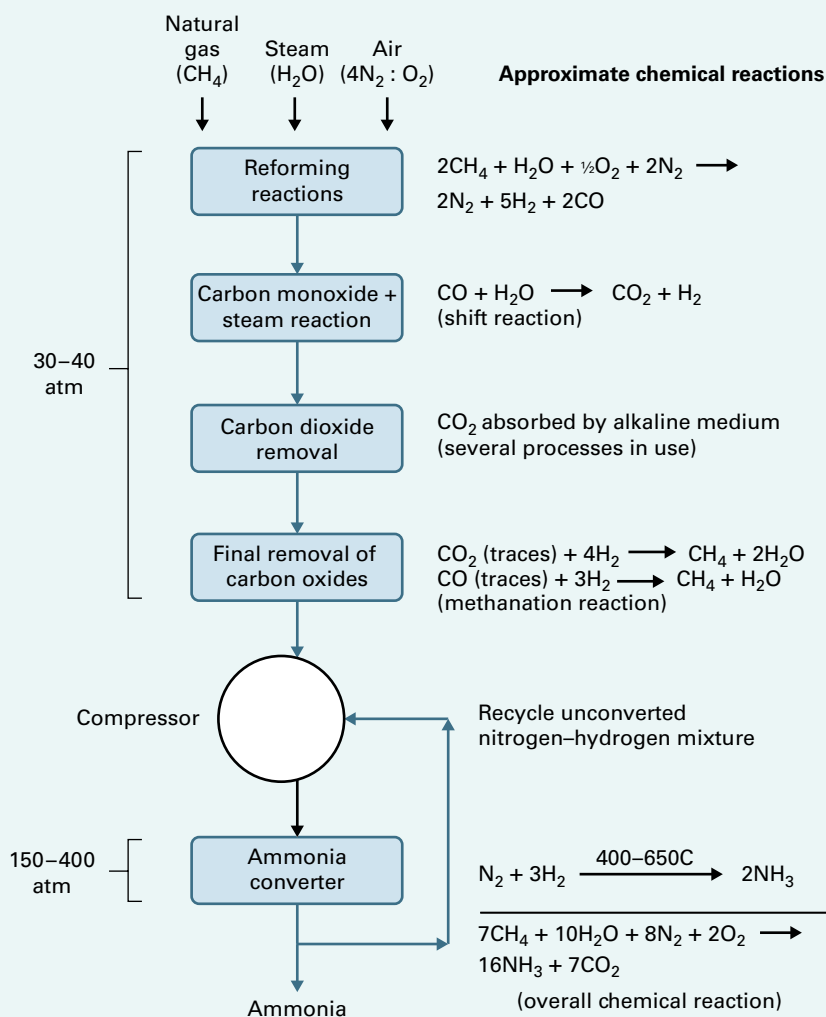 Natural
gas
(CH₄)
Steam
(H₂O)
Air
(4N₂ : O₂)
Approximate chemical reactions
Reforming
reactions
2CH₄ + H₂O + ½O₂ + 2N₂ ⟶
2N₂ + 5H₂ + 2CO
Carbon monoxide +
steam reaction
CO + H₂O ⟶ CO₂ + H₂
(shift reaction)
30–40
atm
Carbon dioxide
removal
CO₂ absorbed by alkaline medium
(several processes in use)
Final removal of
carbon oxides
CO₂ (traces) + 4H₂ ⟶ CH₄ + 2H₂O
CO (traces) + 3H₂ ⟶ CH₄ + H₂O
(methanation reaction)
Compressor
Recycle unconverted
nitrogen–hydrogen mixture
150–400
atm
Ammonia
converter
400–650C
N₂ + 3H₂ ⟶ 2NH₃
7CH₄ + 10H₂O + 8N₂ + 2O₂ ⟶
16NH₃ + 7CO₂
(overall chemical reaction)
Ammonia